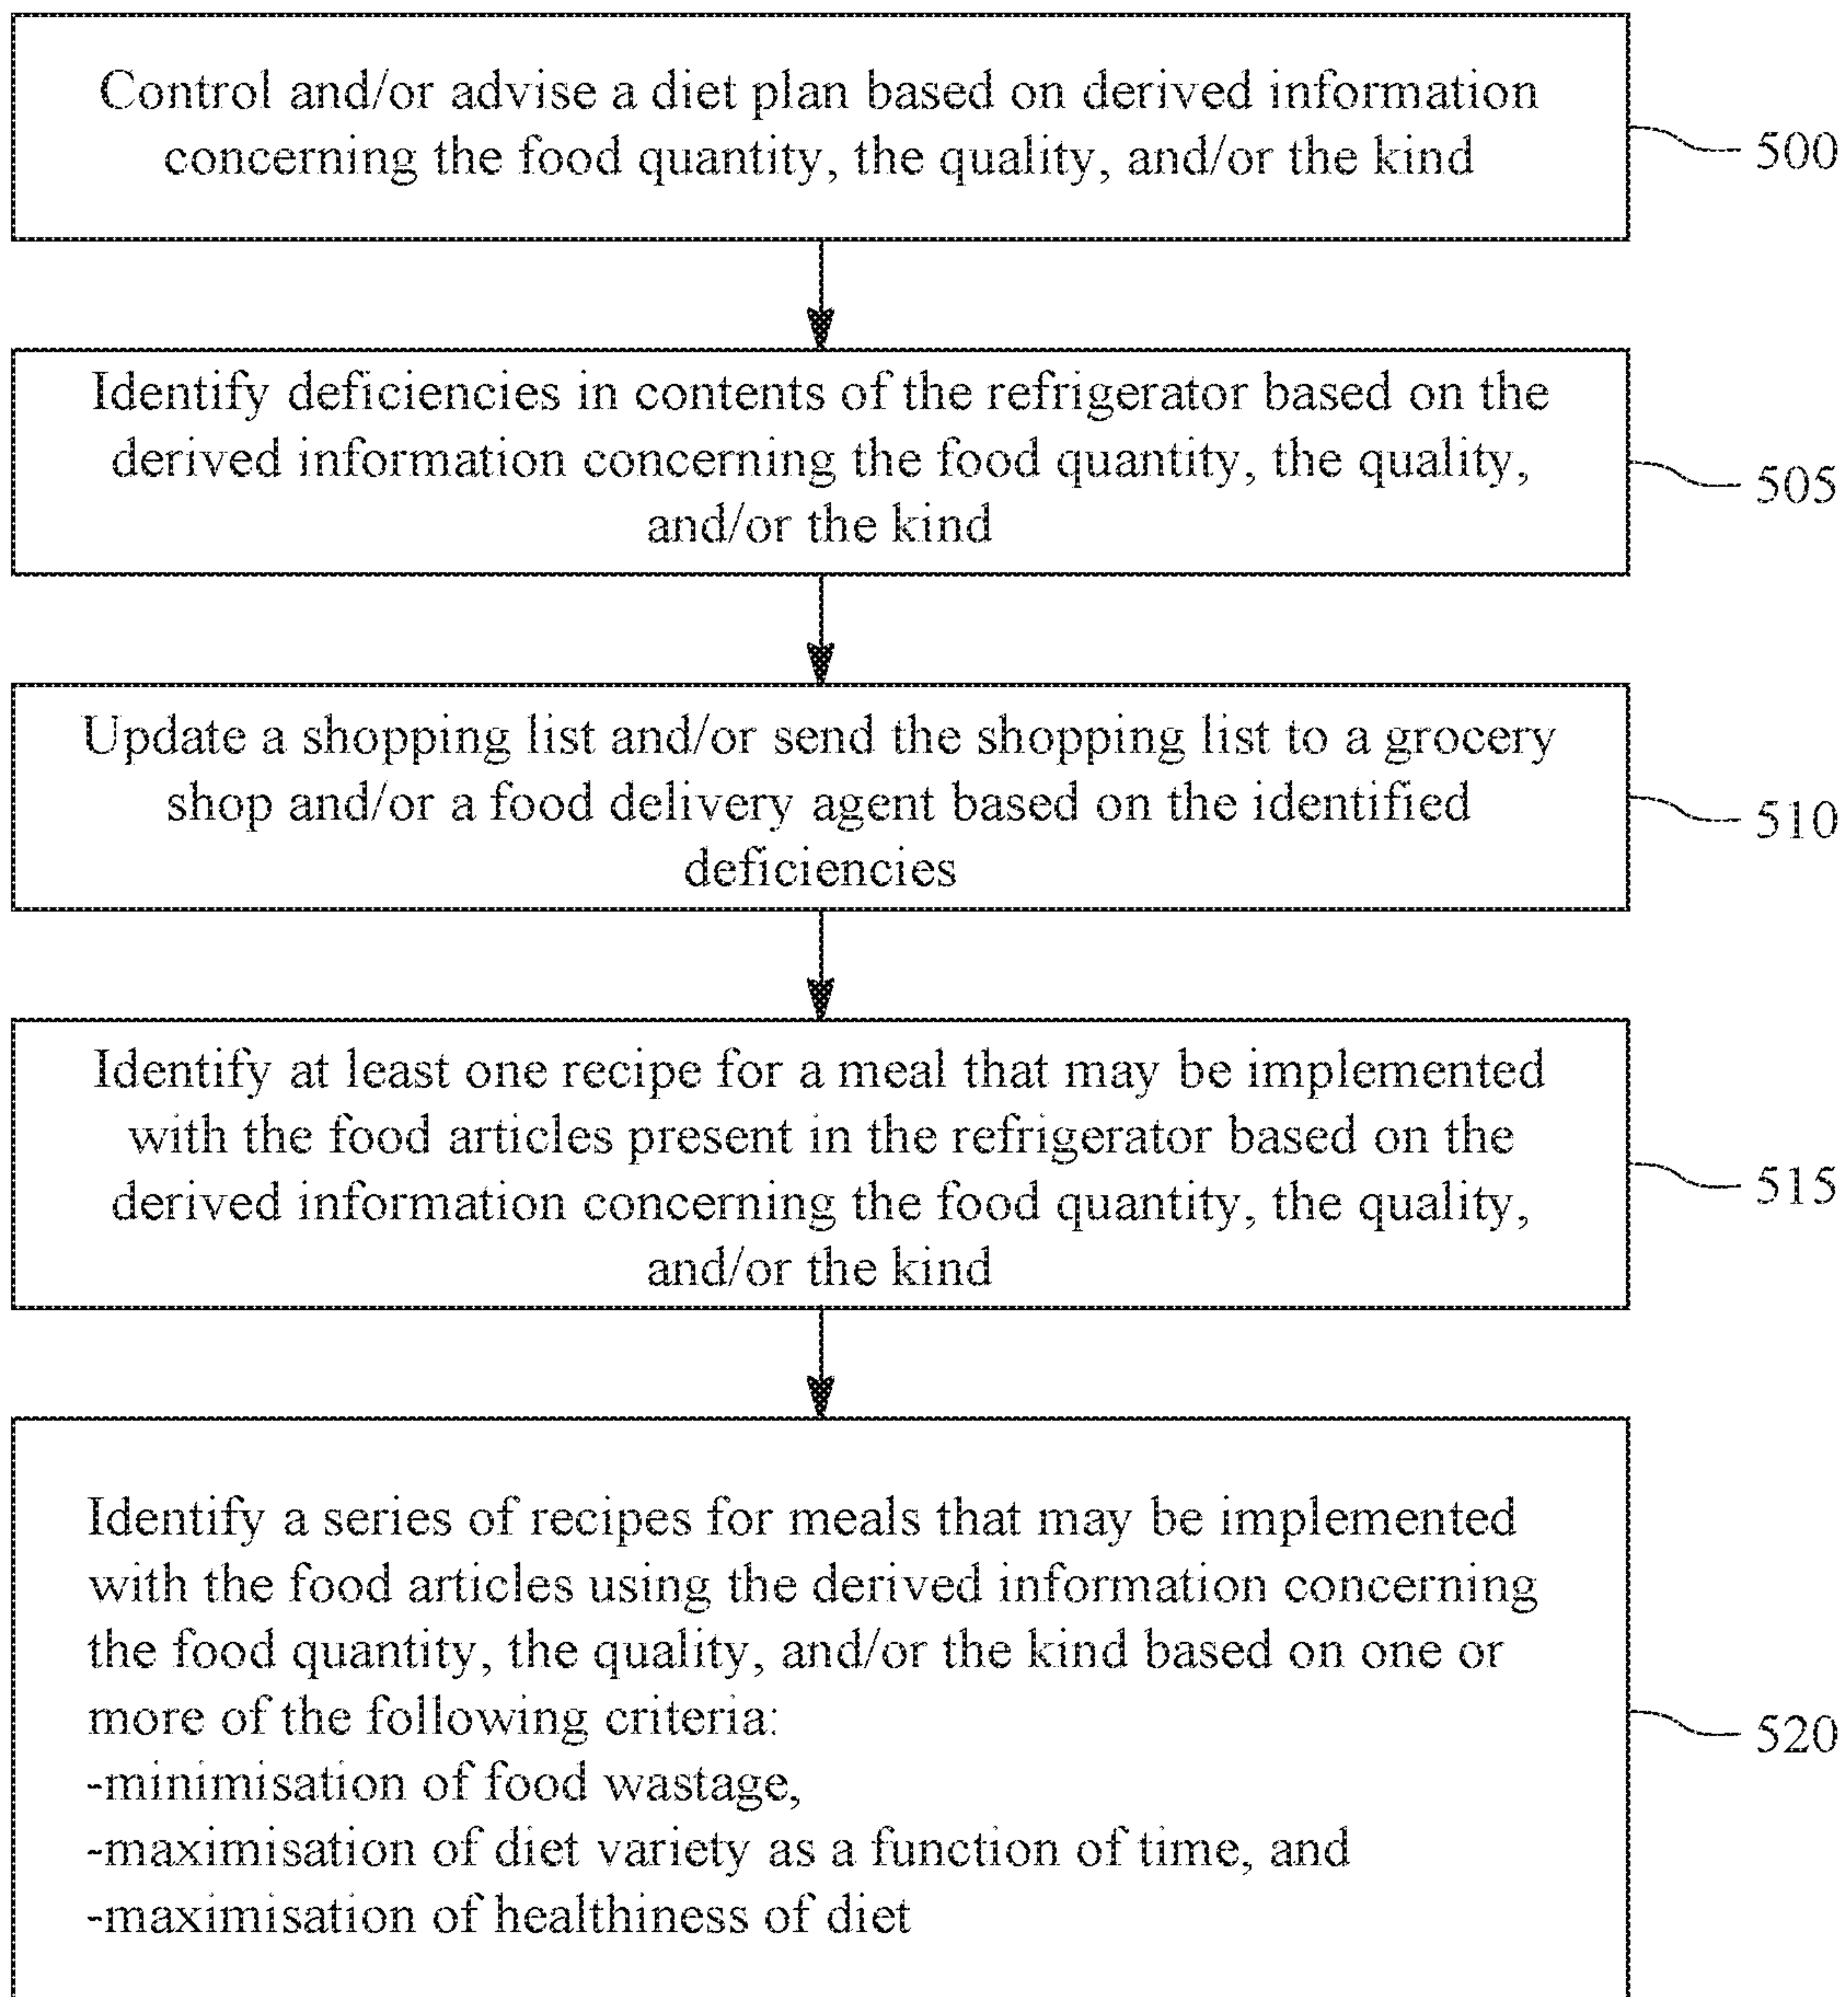 Control and/or advise a diet plan based on derived information
concerning the food quantity, the quality, and/or the kind
500
Identify deficiencies in contents of the refrigerator based on the
derived information concerning the food quantity, the quality,
and/or the kind
505
Update a shopping list and/or send the shopping list to a grocery
shop and/or a food delivery agent based on the identified
deficiencies
510
Identify at least one recipe for a meal that may be implemented
with the food articles present in the refrigerator based on the
derived information concerning the food quantity, the quality,
and/or the kind
515
Identify a series of recipes for meals that may be implemented
with the food articles using the derived information concerning
the food quantity, the quality, and/or the kind based on one or
more of the following criteria:
-minimisation of food wastage,
-maximisation of diet variety as a function of time, and
-maximisation of healthiness of diet
520